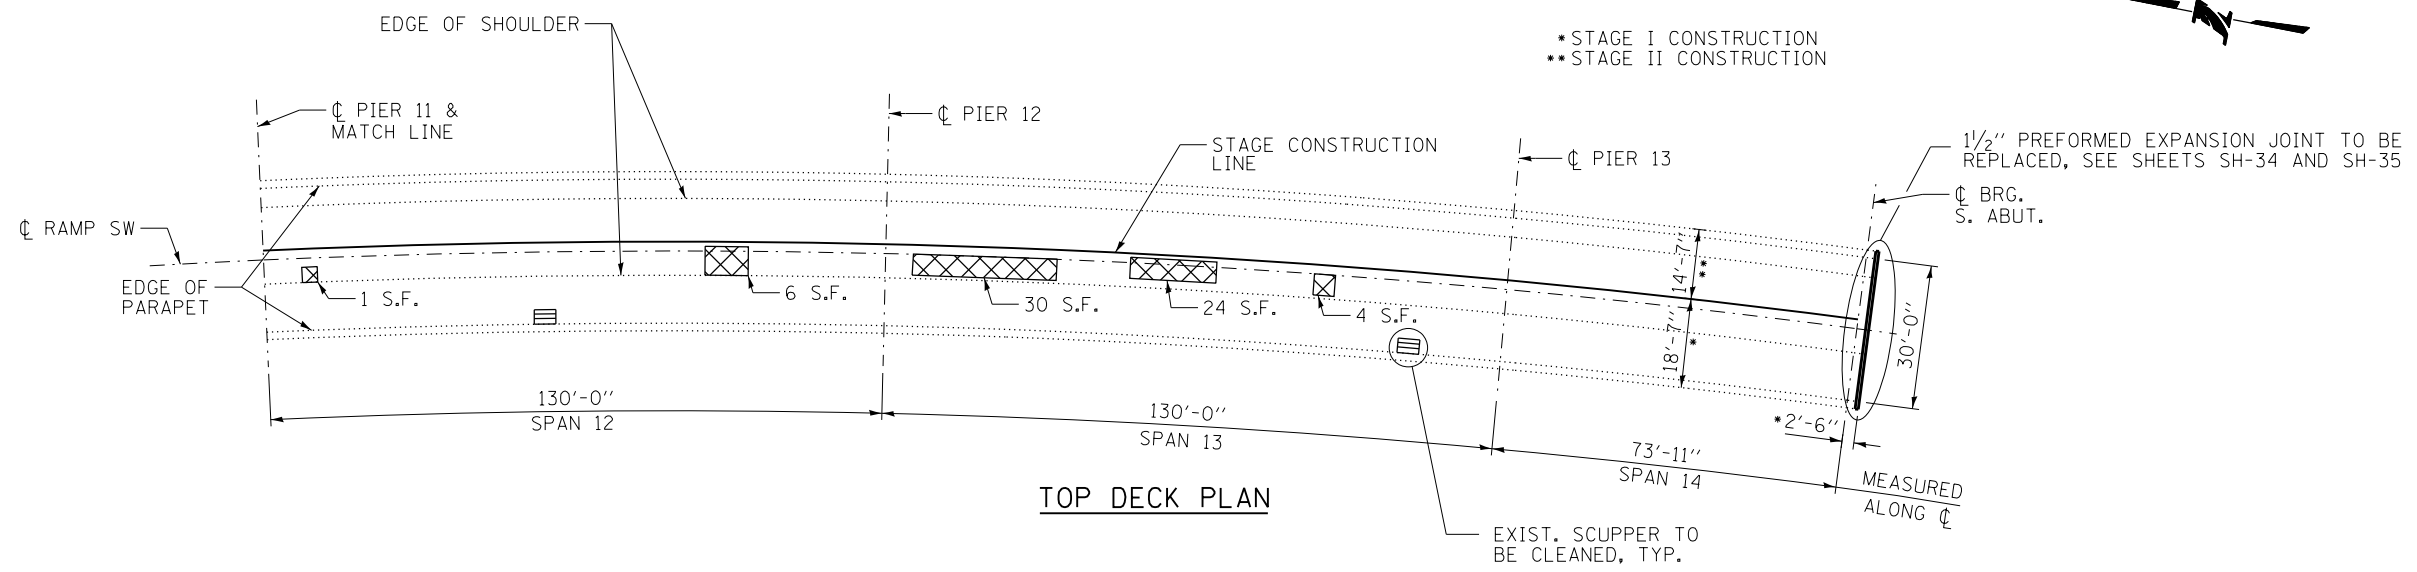 EDGE OF SHOULDER
* STAGE I CONSTRUCTION
** STAGE II CONSTRUCTION
N
℄ PIER 11 &
MATCH LINE
℄ PIER 12
STAGE CONSTRUCTION
LINE
℄ PIER 13
1 1/2'' PREFORMED EXPANSION JOINT TO BE
REPLACED, SEE SHEETS SH-34 AND SH-35
℄ BRG.
S. ABUT.
℄ RAMP SW
EDGE OF
PARAPET
1 S.F.
6 S.F.
30 S.F.
24 S.F.
4 S.F.
14'-7''
**
18'-7''
*
30'-0''
*2'-6''
130'-0''
SPAN 12
130'-0''
SPAN 13
73'-11''
SPAN 14
MEASURED
ALONG ℄
TOP DECK PLAN
EXIST. SCUPPER TO
BE CLEANED, TYP.